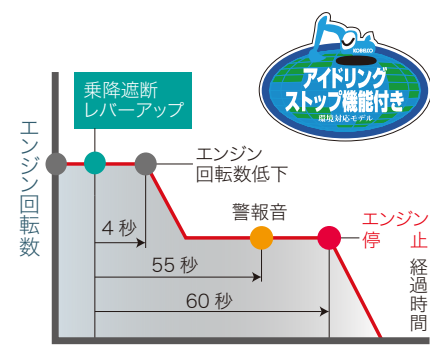 KOBELCO
アイドリング
ストップ機能付き
環境対応モデル
乗降遮断
レバーアップ
エンジン回転数
エンジン
回転数低下
4 秒
警報音
エンジン
停 止
55 秒
60 秒
経過時間